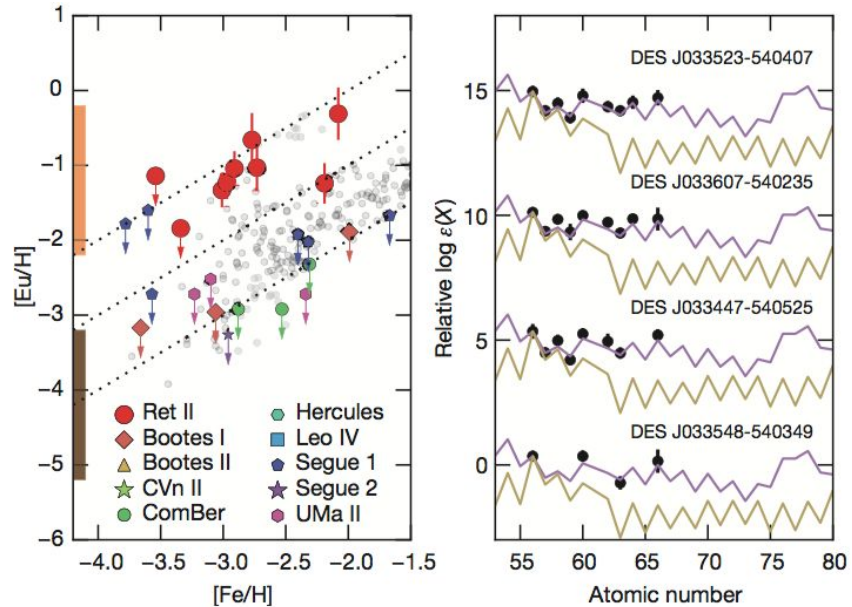 1
0
−1
−2
−3
−4
−5
−6
[Eu/H]
−4.0 −3.5 −3.0 −2.5 −2.0 −1.5
[Fe/H]
Ret II
Bootes I
Bootes II
CVn II
ComBer
Hercules
Leo IV
Segue 1
Segue 2
UMa II
15
10
5
0
Relative log ε(X)
DES J033523-540407
DES J033607-540235
DES J033447-540525
DES J033548-540349
55 60 65 70 75 80
Atomic number